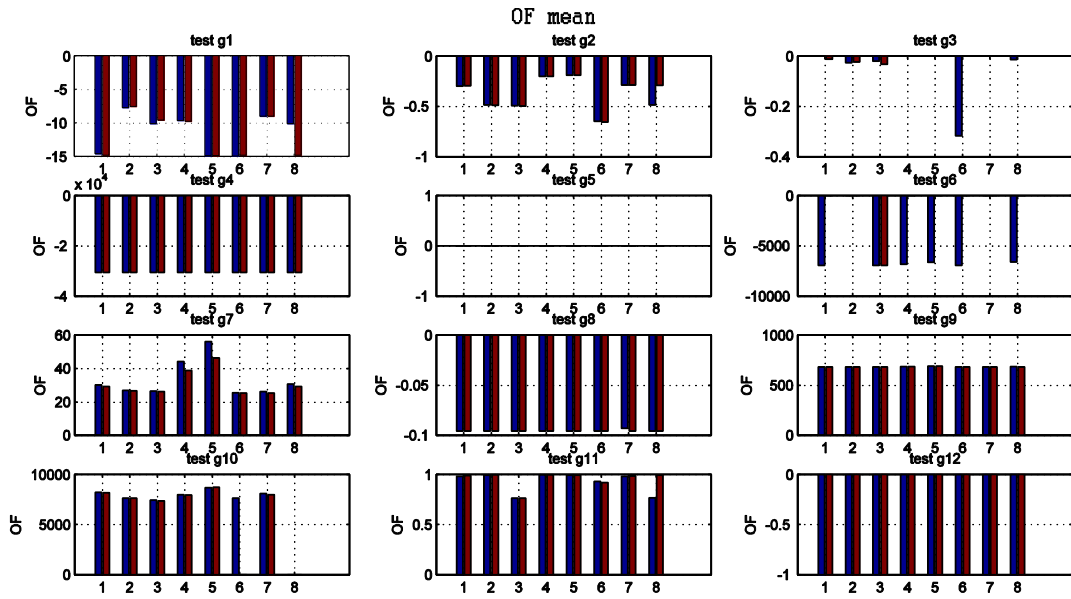 OF mean
test g1
test g2
test g3
0
-5
-10
-15
OF
1 2 3 4 5 6 7 8
0
-0.5
-1
OF
1 2 3 4 5 6 7 8
0
-0.2
-0.4
OF
1 2 3 4 5 6 7 8
x 10^4
test g4
test g5
test g6
0
-2
-4
OF
1 2 3 4 5 6 7 8
1
0
-1
OF
1 2 3 4 5 6 7 8
0
-5000
-10000
OF
1 2 3 4 5 6 7 8
test g7
test g8
test g9
60
40
20
0
OF
1 2 3 4 5 6 7 8
0
-0.05
-0.1
OF
1 2 3 4 5 6 7 8
1000
500
0
OF
1 2 3 4 5 6 7 8
test g10
test g11
test g12
10000
5000
0
OF
1 2 3 4 5 6 7 8
1
0.5
0
OF
1 2 3 4 5 6 7 8
0
-0.5
-1
OF
1 2 3 4 5 6 7 8